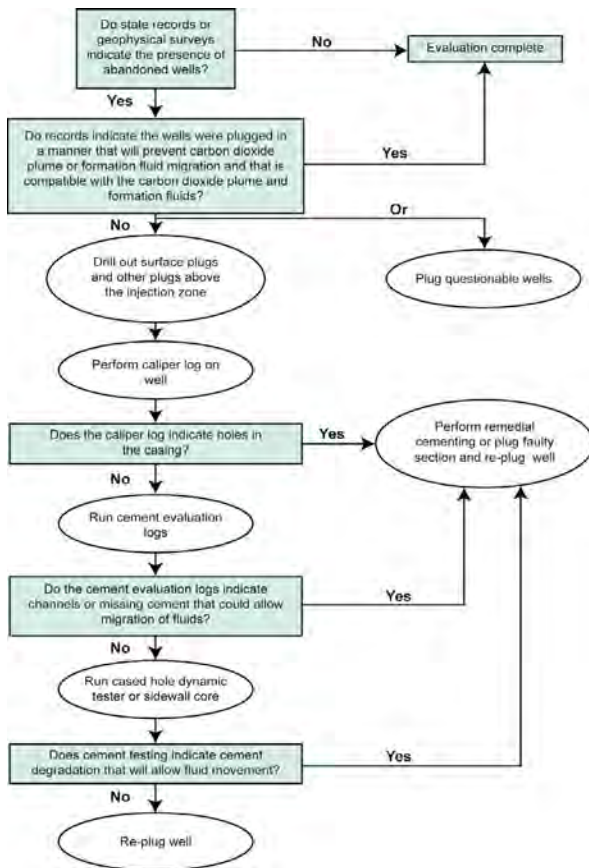 Do state records or
geophysical surveys
indicate the presence of
abandoned wells?
No
Evaluation complete
Yes
Do records indicate the wells were plugged in
a manner that will prevent carbon dioxide
plume or formation fluid migration and that is
compatible with the carbon dioxide plume and
formation fluids?
Yes
No
Or
Drill out surface plugs
and other plugs above
the injection zone
Plug questionable wells
Perform caliper log on
well
Does the caliper log indicate holes in
the casing?
Yes
Perform remedial
cementing or plug faulty
section and re-plug well
No
Run cement evaluation
logs
Do the cement evaluation logs indicate
channels or missing cement that could allow
migration of fluids?
Yes
No
Run cased hole dynamic
tester or sidewall core
Does cement testing indicate cement
degradation that will allow fluid movement?
Yes
No
Re-plug well